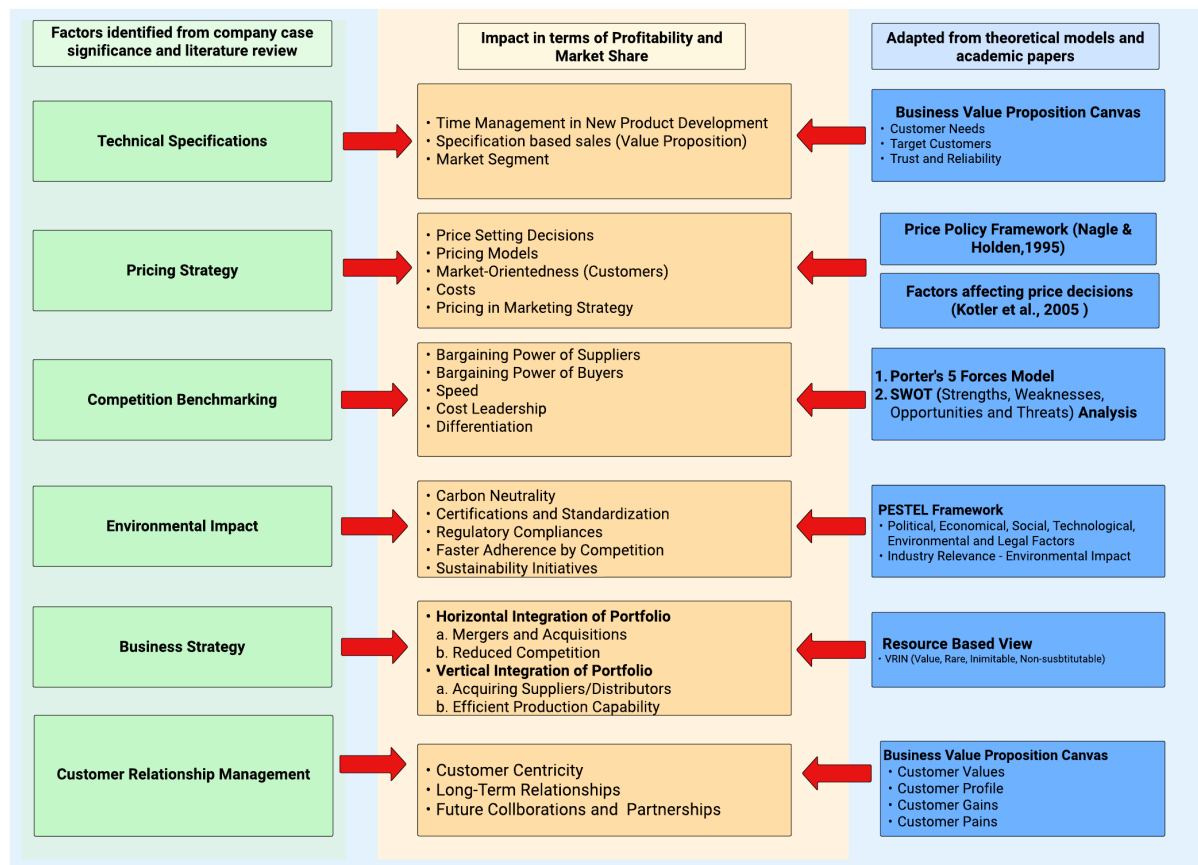 Factors identified from company case
significance and literature review
Impact in terms of Profitability and
Market Share
Adapted from theoretical models and
academic papers
Technical Specifications
• Time Management in New Product Development
• Specification based sales (Value Proposition)
• Market Segment
Business Value Proposition Canvas
• Customer Needs
• Target Customers
• Trust and Reliability
Pricing Strategy
• Price Setting Decisions
• Pricing Models
• Market-Orientedness (Customers)
• Costs
• Pricing in Marketing Strategy
Price Policy Framework (Nagle &
Holden,1995)
Factors affecting price decisions
(Kotler et al., 2005 )
Competition Benchmarking
• Bargaining Power of Suppliers
• Bargaining Power of Buyers
• Speed
• Cost Leadership
• Differentiation
1. Porter's 5 Forces Model
2. SWOT (Strengths, Weaknesses,
Opportunities and Threats) Analysis
Environmental Impact
• Carbon Neutrality
• Certifications and Standardization
• Regulatory Compliances
• Faster Adherence by Competition
• Sustainability Initiatives
PESTEL Framework
• Political, Economical, Social, Technological,
Environmental and Legal Factors
• Industry Relevance - Environmental Impact
Business Strategy
• Horizontal Integration of Portfolio
a. Mergers and Acquisitions
b. Reduced Competition
• Vertical Integration of Portfolio
a. Acquiring Suppliers/Distributors
b. Efficient Production Capability
Resource Based View
• VRIN (Value, Rare, Inimitable, Non-susbtitutable)
Customer Relationship Management
• Customer Centricity
• Long-Term Relationships
• Future Collborations and Partnerships
Business Value Proposition Canvas
• Customer Values
• Customer Profile
• Customer Gains
• Customer Pains